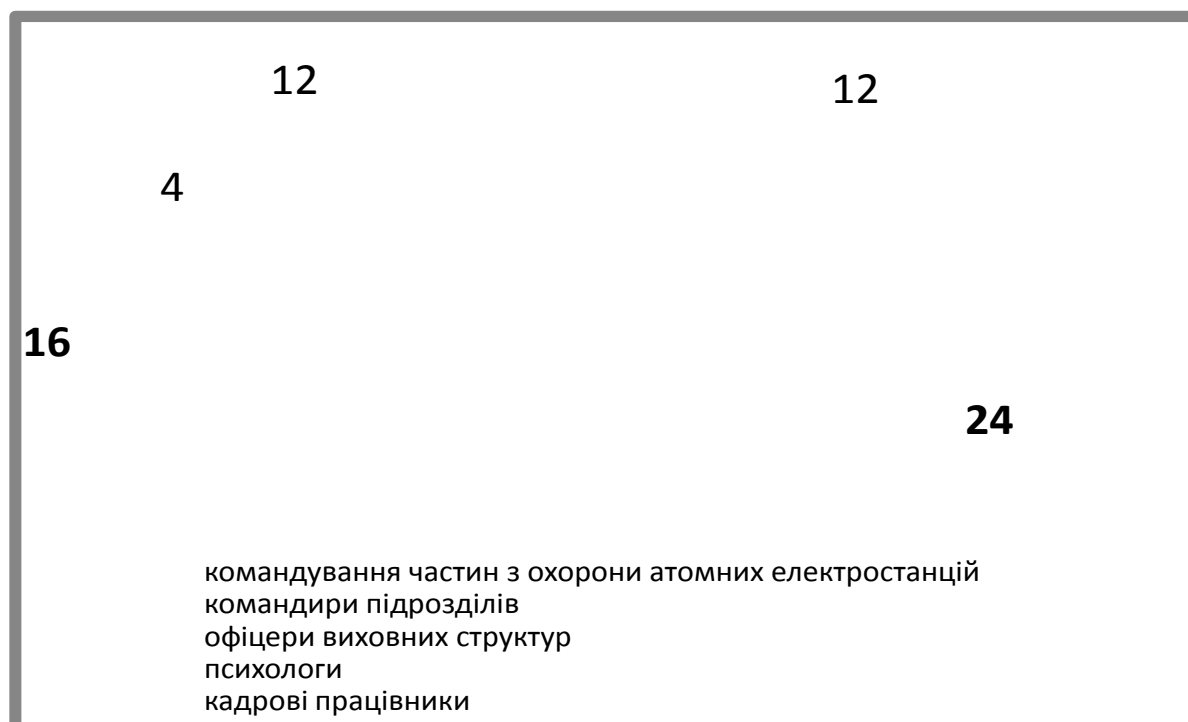 12
12
4
16
24
командування частин з охорони атомних електростанцій
командири підрозділів
офіцери виховних структур
психологи
кадрові працівники